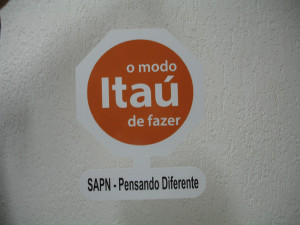 o modo
Itaú
de fazer
SAPN - Pensando Diferente